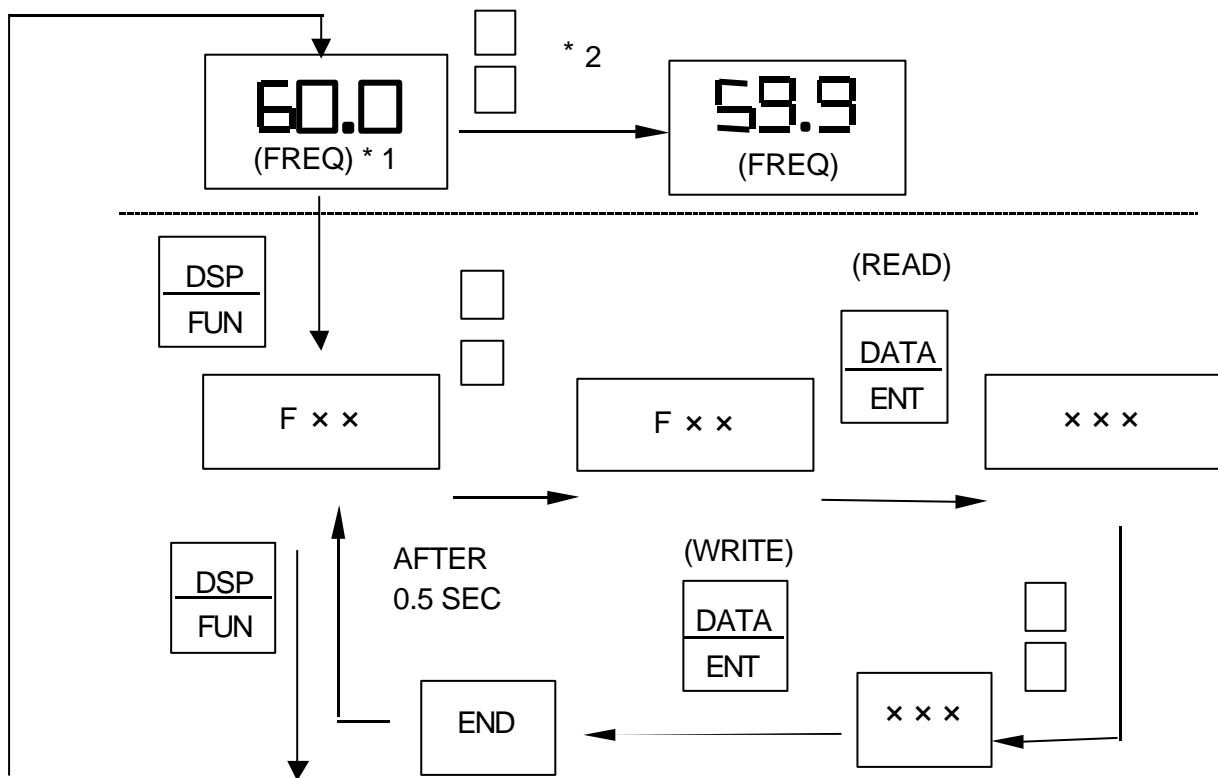 * 2
60.0
(FREQ) * 1
59.9
(FREQ)
DSP
FUN
(READ)
DATA
ENT
F × ×
F × ×
× × ×
DSP
FUN
AFTER
0.5 SEC
(WRITE)
DATA
ENT
END
× × ×